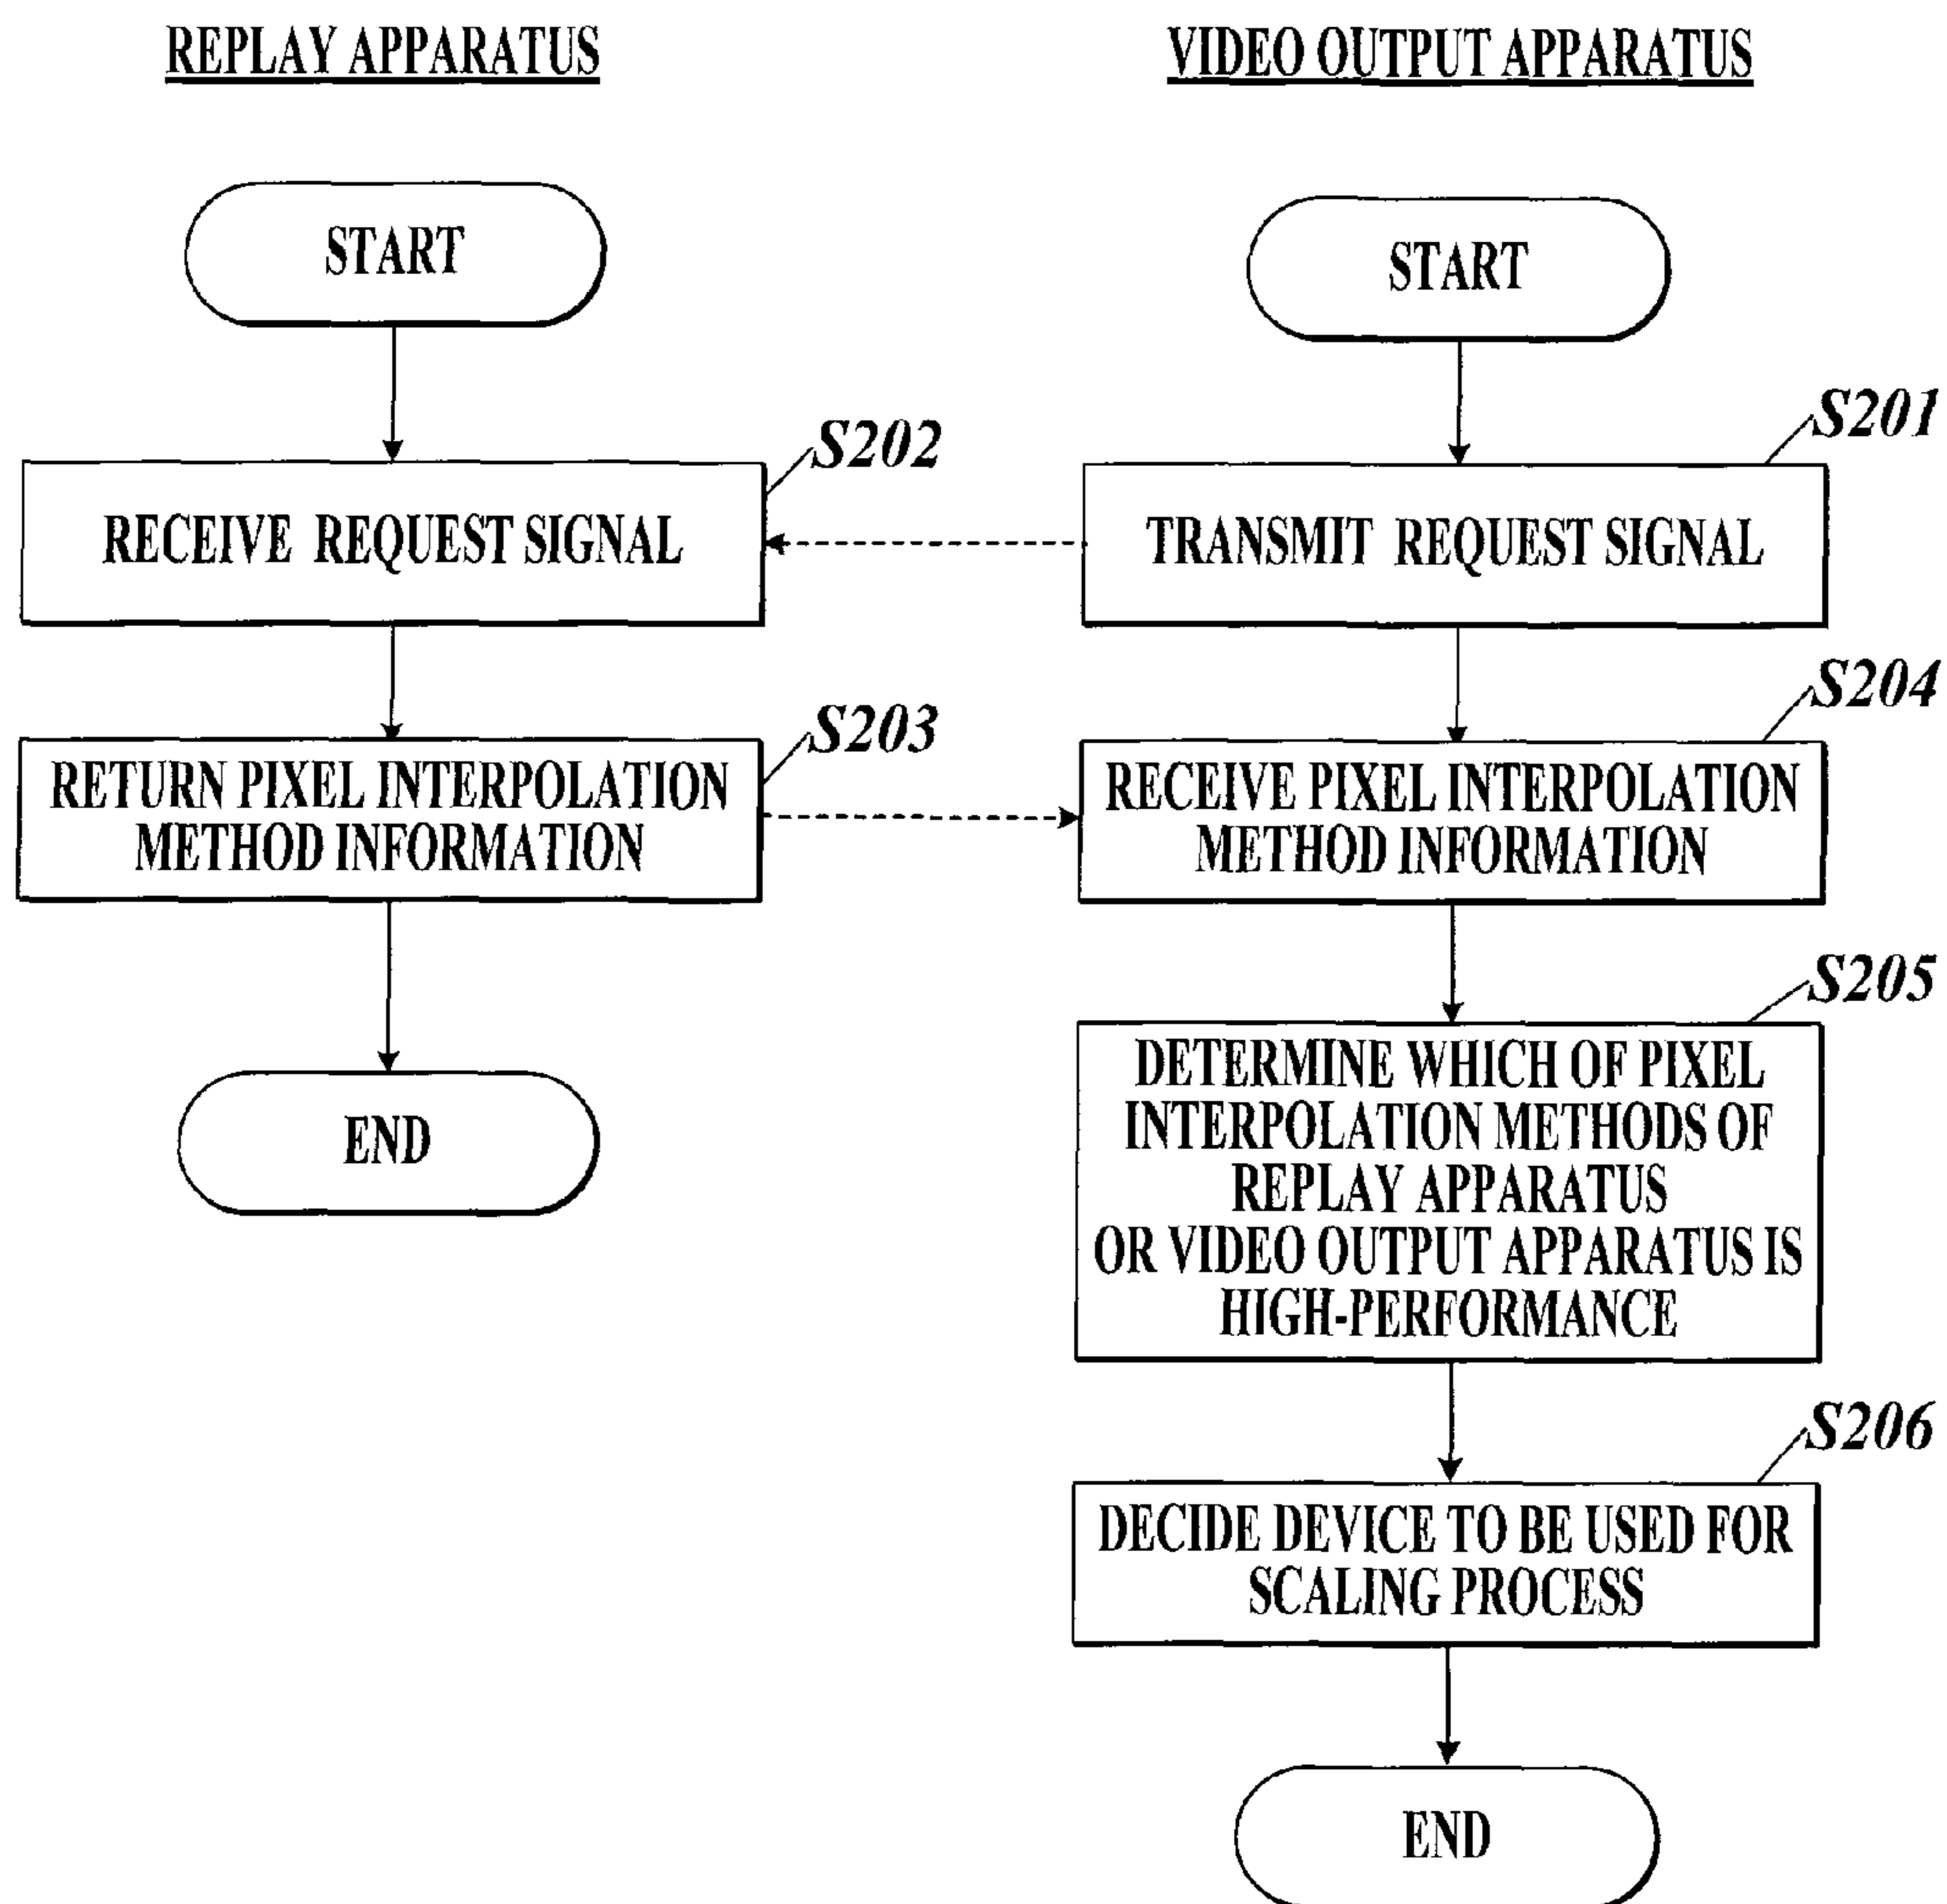 REPLAY APPARATUS
VIDEO OUTPUT APPARATUS
START
START
S202
S201
RECEIVE REQUEST SIGNAL
TRANSMIT REQUEST SIGNAL
S203
S204
RETURN PIXEL INTERPOLATION
METHOD INFORMATION
RECEIVE PIXEL INTERPOLATION
METHOD INFORMATION
S205
END
DETERMINE WHICH OF PIXEL
INTERPOLATION METHODS OF
REPLAY APPARATUS
OR VIDEO OUTPUT APPARATUS IS
HIGH-PERFORMANCE
S206
DECIDE DEVICE TO BE USED FOR
SCALING PROCESS
END